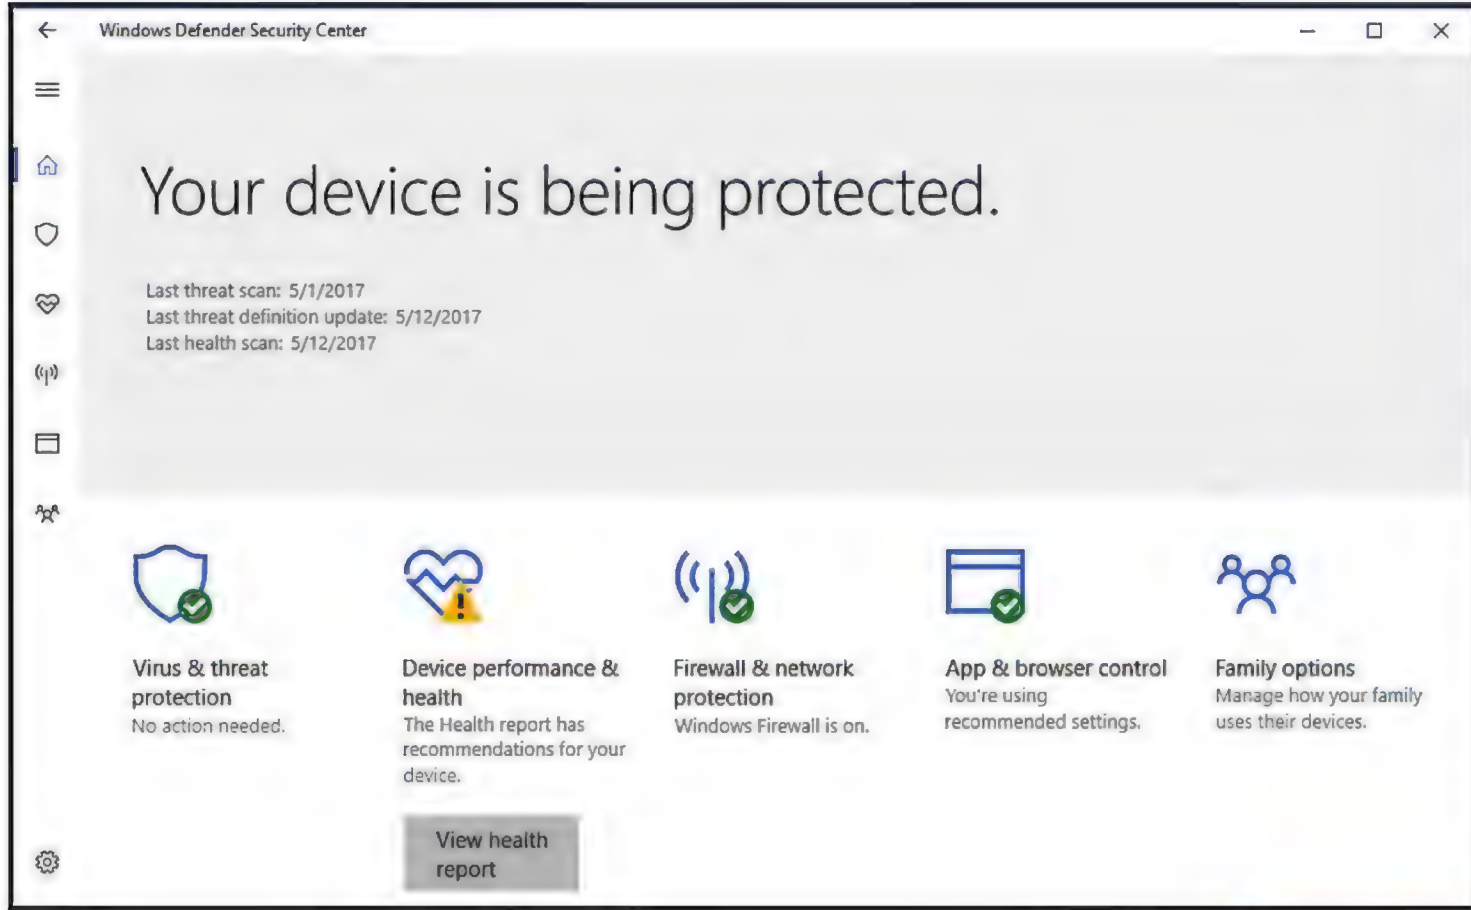 Windows Defender Security Center
Your device is being protected.
Last threat scan: 5/1/2017
Last threat definition update: 5/12/2017
Last health scan: 5/12/2017
Virus & threat
protection
No action needed.
Device performance &
health
The Health report has
recommendations for your
device.
View health
report
Firewall & network
protection
Windows Firewall is on.
App & browser control
You're using
recommended settings.
Family options
Manage how your family
uses their devices.